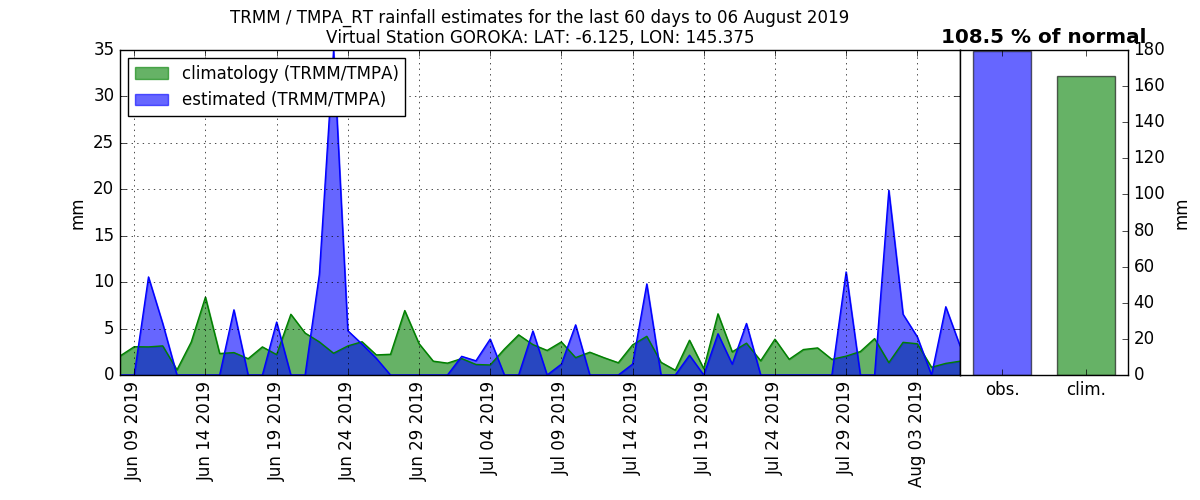 TRMM / TMPA_RT rainfall estimates for the last 60 days to 06 August 2019
Virtual Station GOROKA: LAT: -6.125, LON: 145.375
108.5 % of normal
climatology (TRMM/TMPA)
estimated (TRMM/TMPA)
35
30
25
20
15
10
5
0
mm
Jun 09 2019
Jun 14 2019
Jun 19 2019
Jun 24 2019
Jun 29 2019
Jul 04 2019
Jul 09 2019
Jul 14 2019
Jul 19 2019
Jul 24 2019
Jul 29 2019
Aug 03 2019
obs.
clim.
180
160
140
120
100
80
60
40
20
0
mm